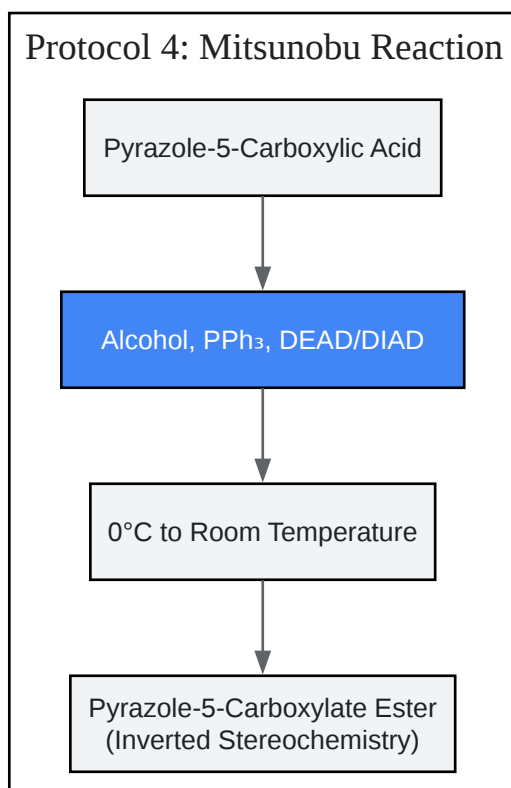 Protocol 4: Mitsunobu Reaction
Pyrazole-5-Carboxylic Acid
Alcohol, PPh₃, DEAD/DIAD
0°C to Room Temperature
Pyrazole-5-Carboxylate Ester
(Inverted Stereochemistry)